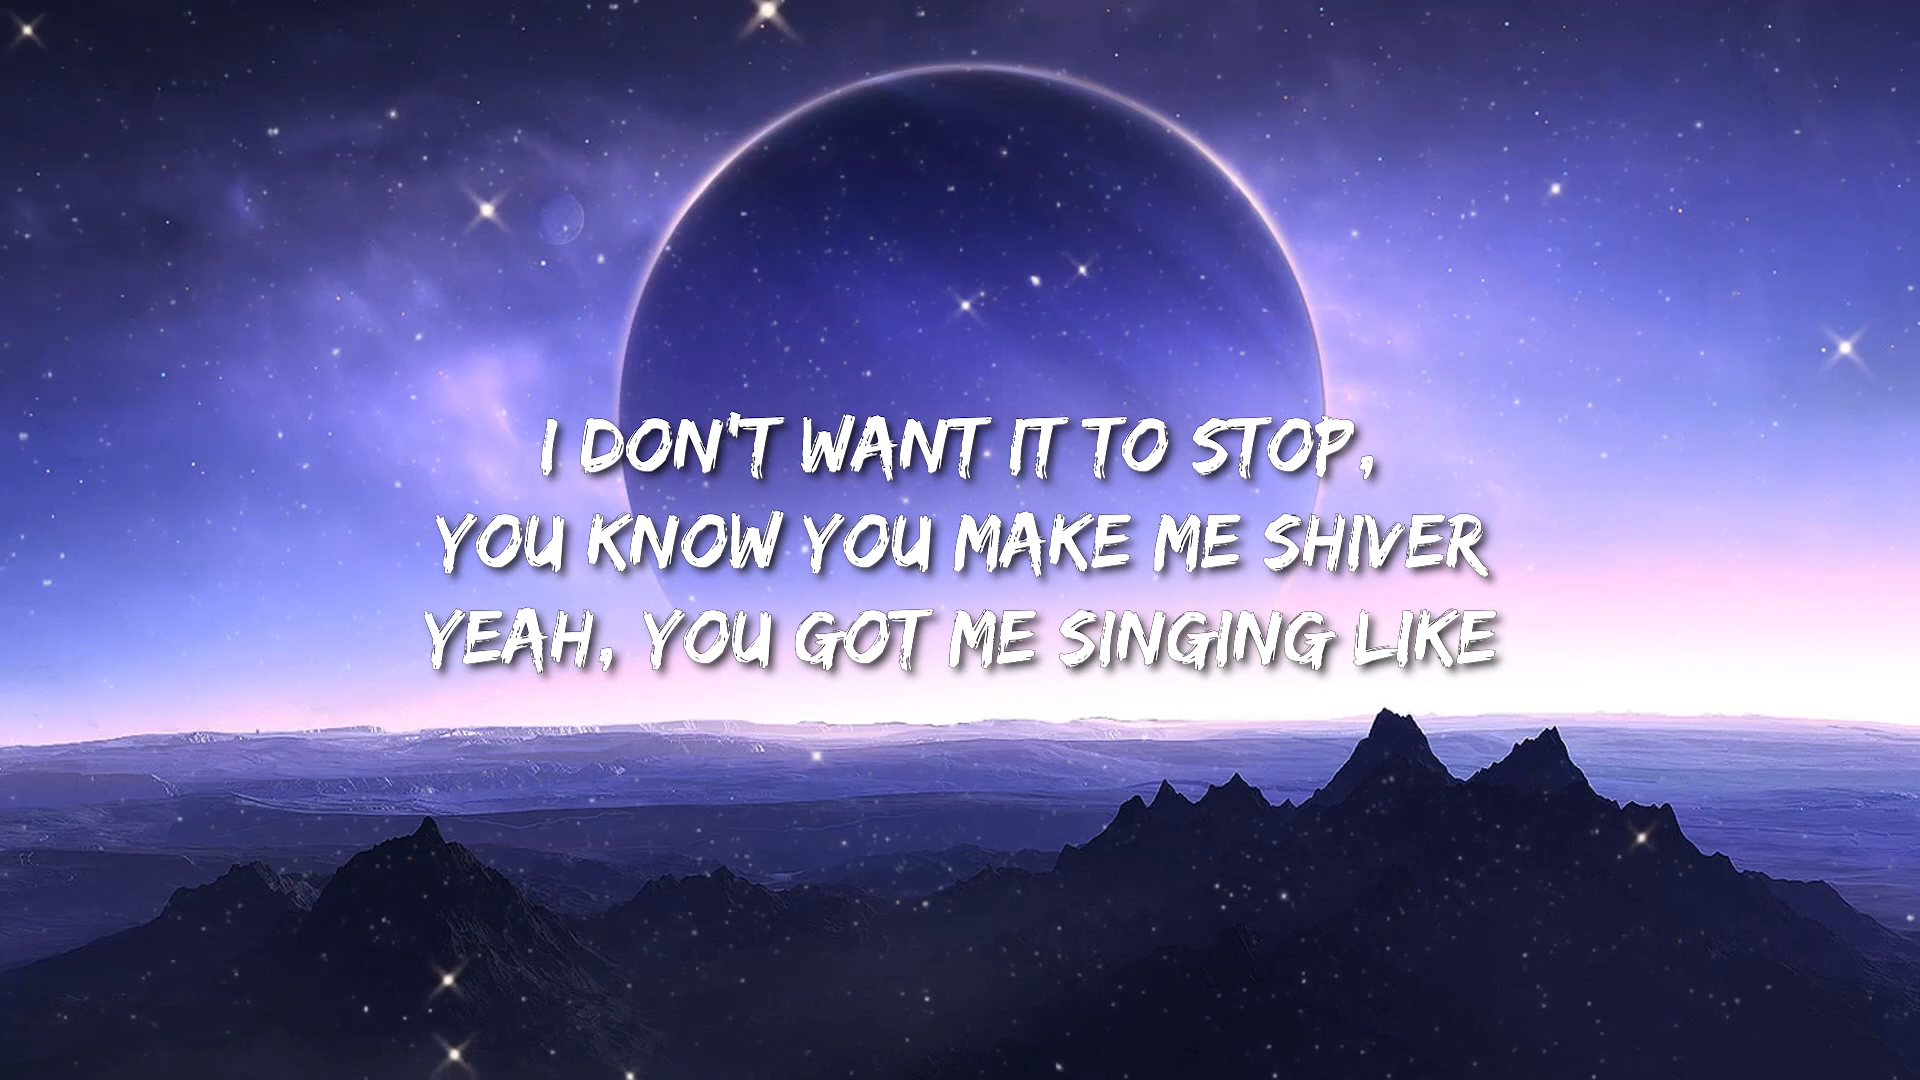 I DON'T WANT IT TO STOP,
YOU KNOW YOU MAKE ME SHIVER
YEAH, YOU GOT ME SINGING LIKE